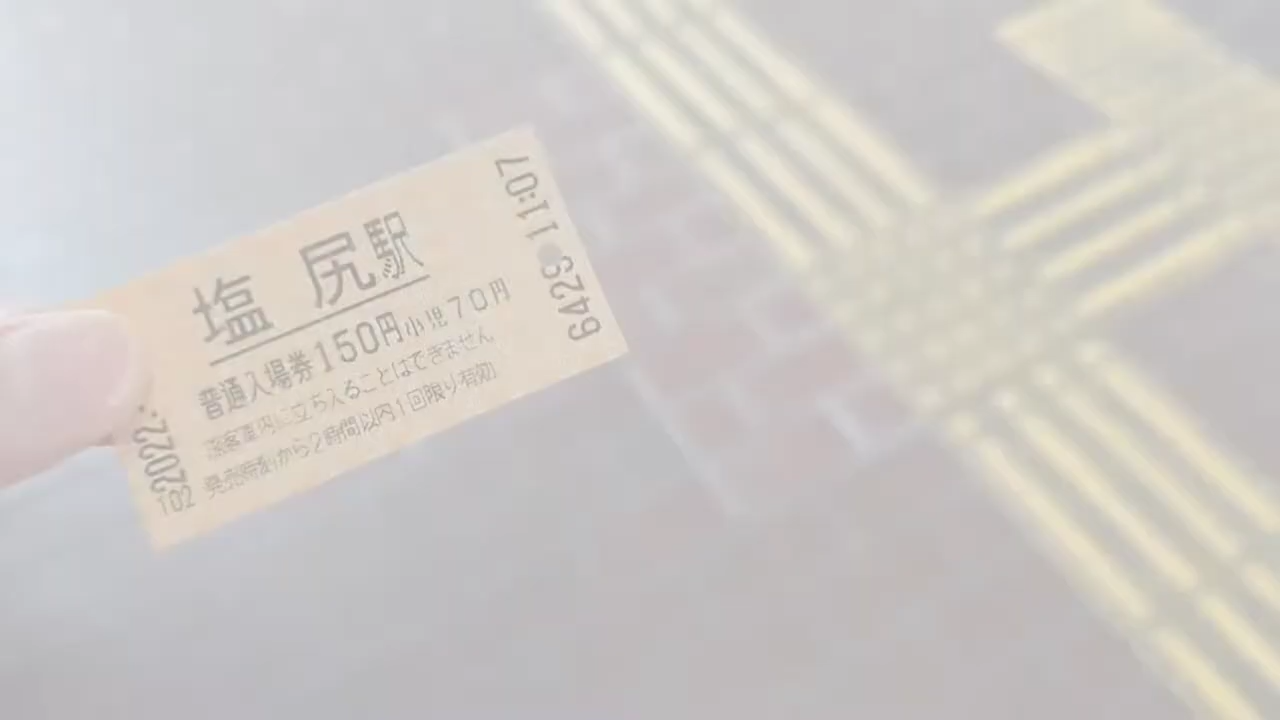 塩尻駅
普通入場券150円小児70円
旅客車内に立ち入ることはできません
発売時刻から2時間以内1回限り有効
2022.-
102
11:07
6429